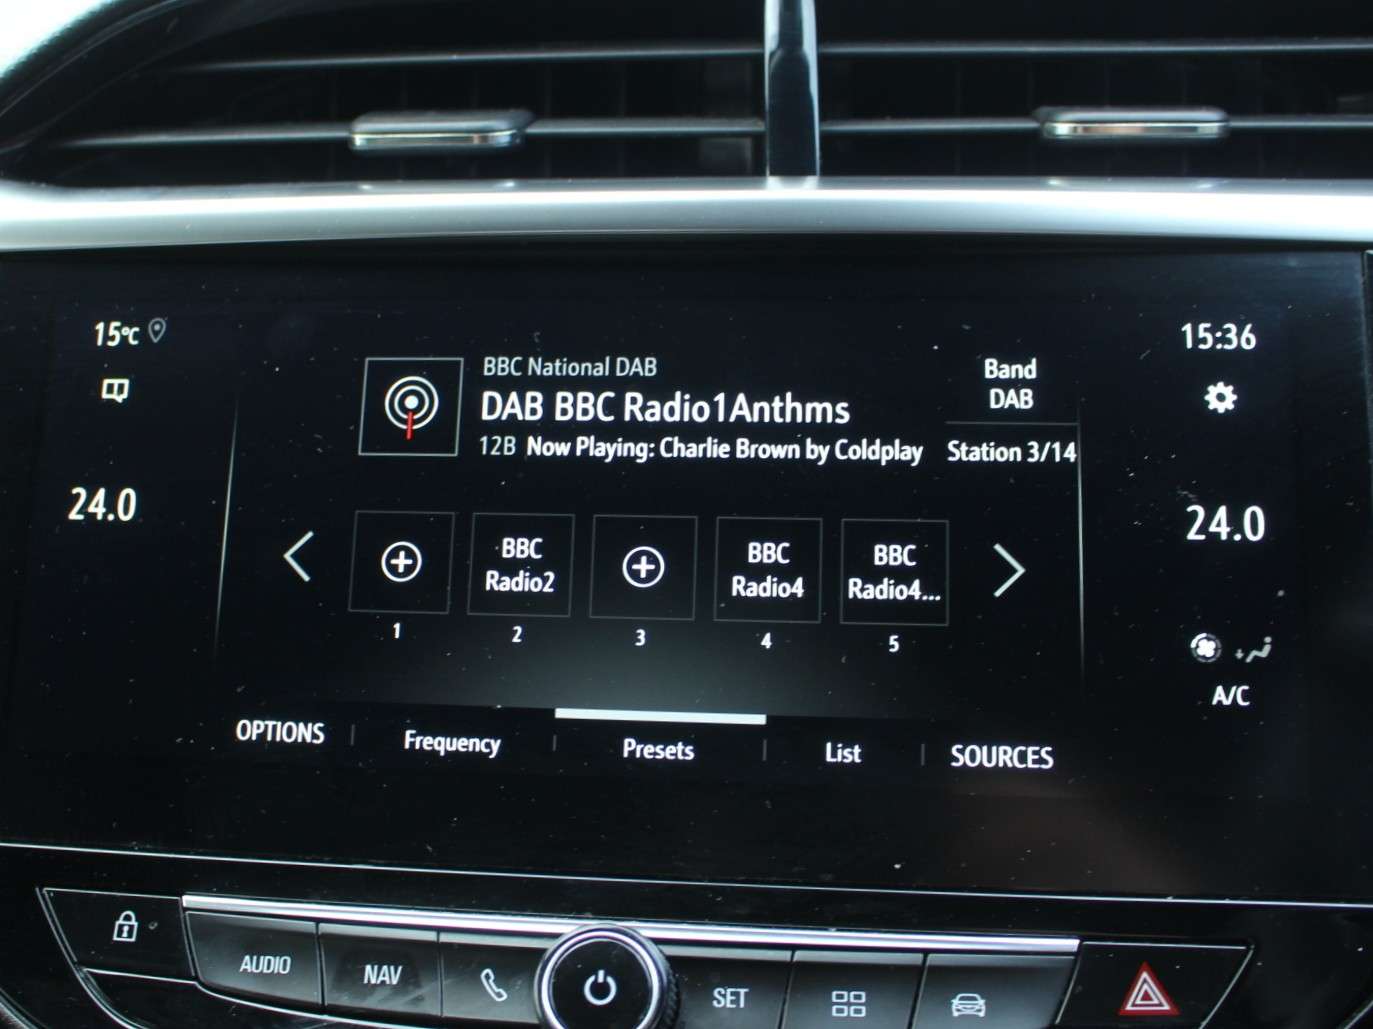 15°C
15:36
BBC National DAB
DAB BBC Radio1Anthms
12B Now Playing: Charlie Brown by Coldplay
Band
DAB
Station 3/14
24.0
24.0
BBC
Radio2
BBC
Radio4
BBC
Radio4...
1
2
3
4
5
A/C
OPTIONS
Frequency
Presets
List
SOURCES
AUDIO
NAV
SET